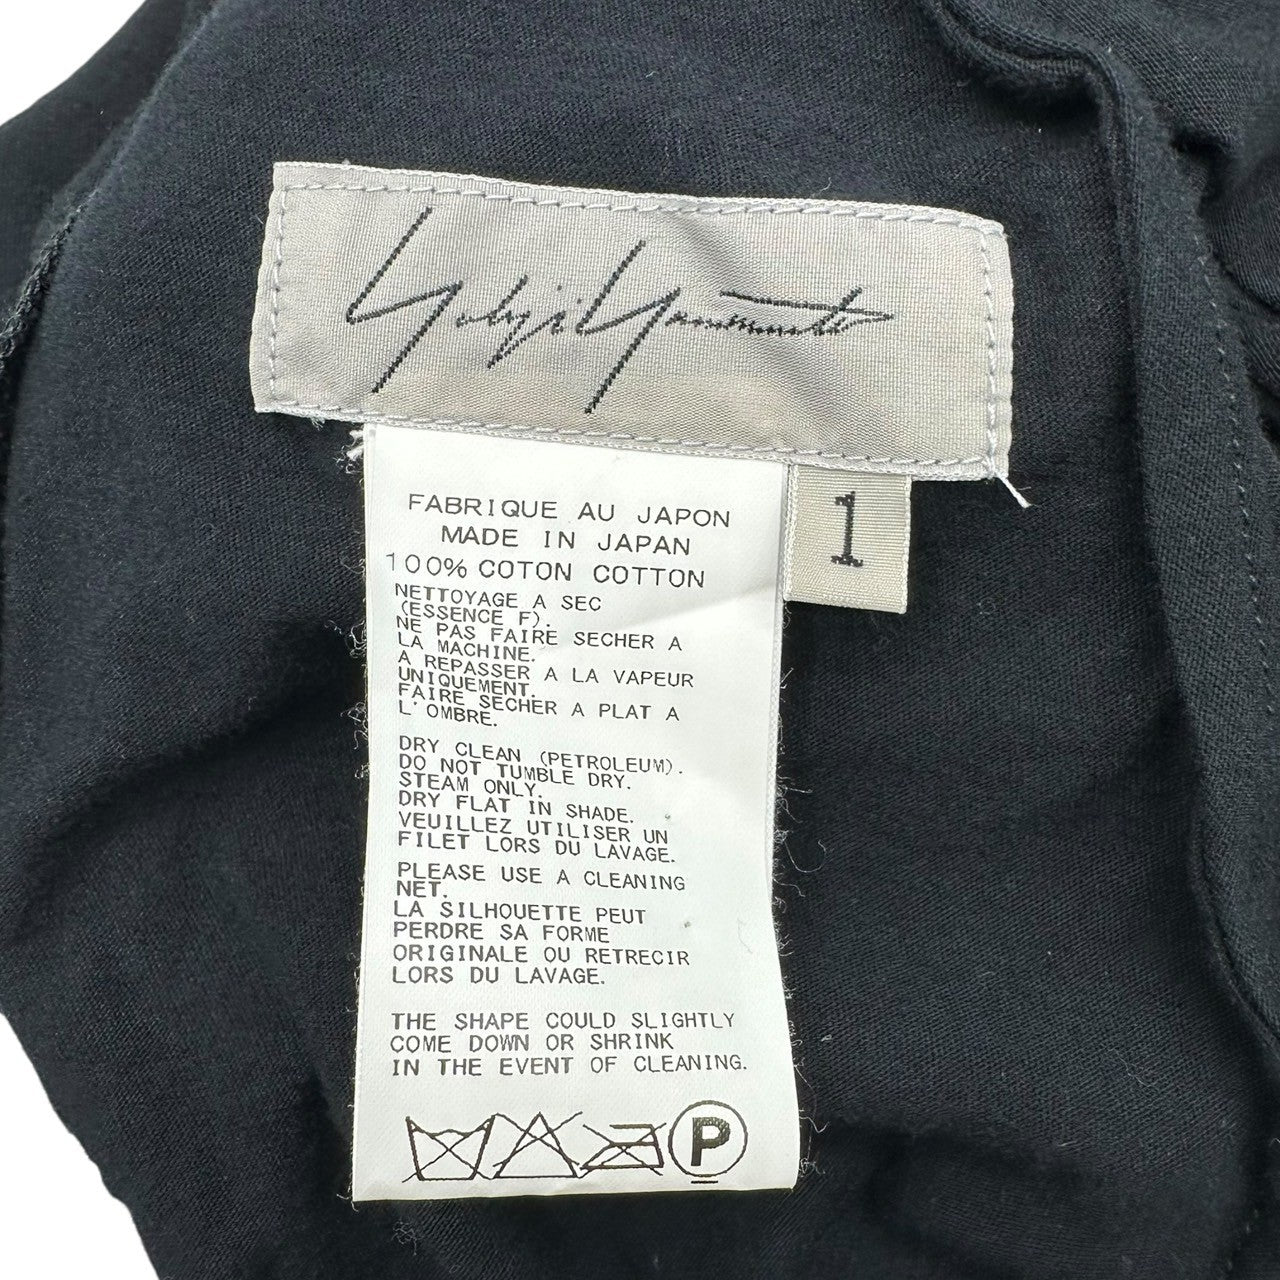 Yohji Yamamoto
1
FABRIQUE AU JAPON
MADE IN JAPAN
100% COTON COTTON
NETTOYAGE A SEC
(ESSENCE F).
NE PAS FAIRE SECHER A
LA MACHINE.
A REPASSER A LA VAPEUR
UNIQUEMENT.
FAIRE SECHER A PLAT A
L'OMBRE.
DRY CLEAN (PETROLEUM).
DO NOT TUMBLE DRY.
STEAM ONLY.
DRY FLAT IN SHADE.
VEUILLEZ UTILISER UN
FILET LORS DU LAVAGE.
PLEASE USE A CLEANING
NET.
LA SILHOUETTE PEUT
PERDRE SA FORME
ORIGINALE OU RETRECIR
LORS DU LAVAGE.
THE SHAPE COULD SLIGHTLY
COME DOWN OR SHRINK
IN THE EVENT OF CLEANING.
P